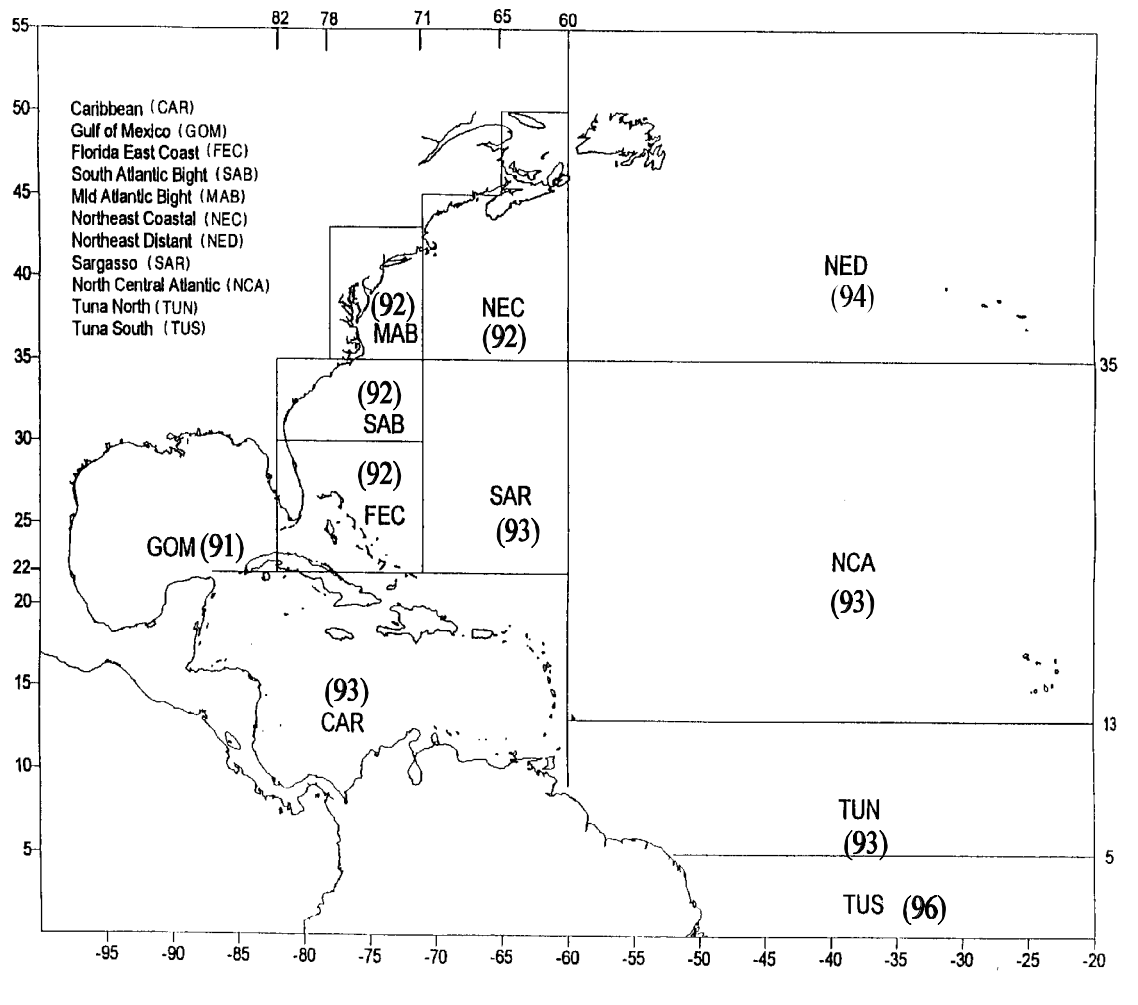 82 78 71 65 60
55
50
45
40
35
30
25
22
20
15
10
5
Caribbean (CAR)
Gulf of Mexico (GOM)
Florida East Coast (FEC)
South Atlantic Bight (SAB)
Mid Atlantic Bight (MAB)
Northeast Coastal (NEC)
Northeast Distant (NED)
Sargasso (SAR)
North Central Atlantic (NCA)
Tuna North (TUN)
Tuna South (TUS)
NED
(94)
(92)
MAB
NEC
(92)
35
(92)
SAB
(92)
FEC
SAR
(93)
GOM (91)
NCA
(93)
(93)
CAR
13
TUN
(93)
5
TUS (96)
-95 -90 -85 -80 -75 -70 -65 -60 -55 -50 -45 -40 -35 -30 -25 -20